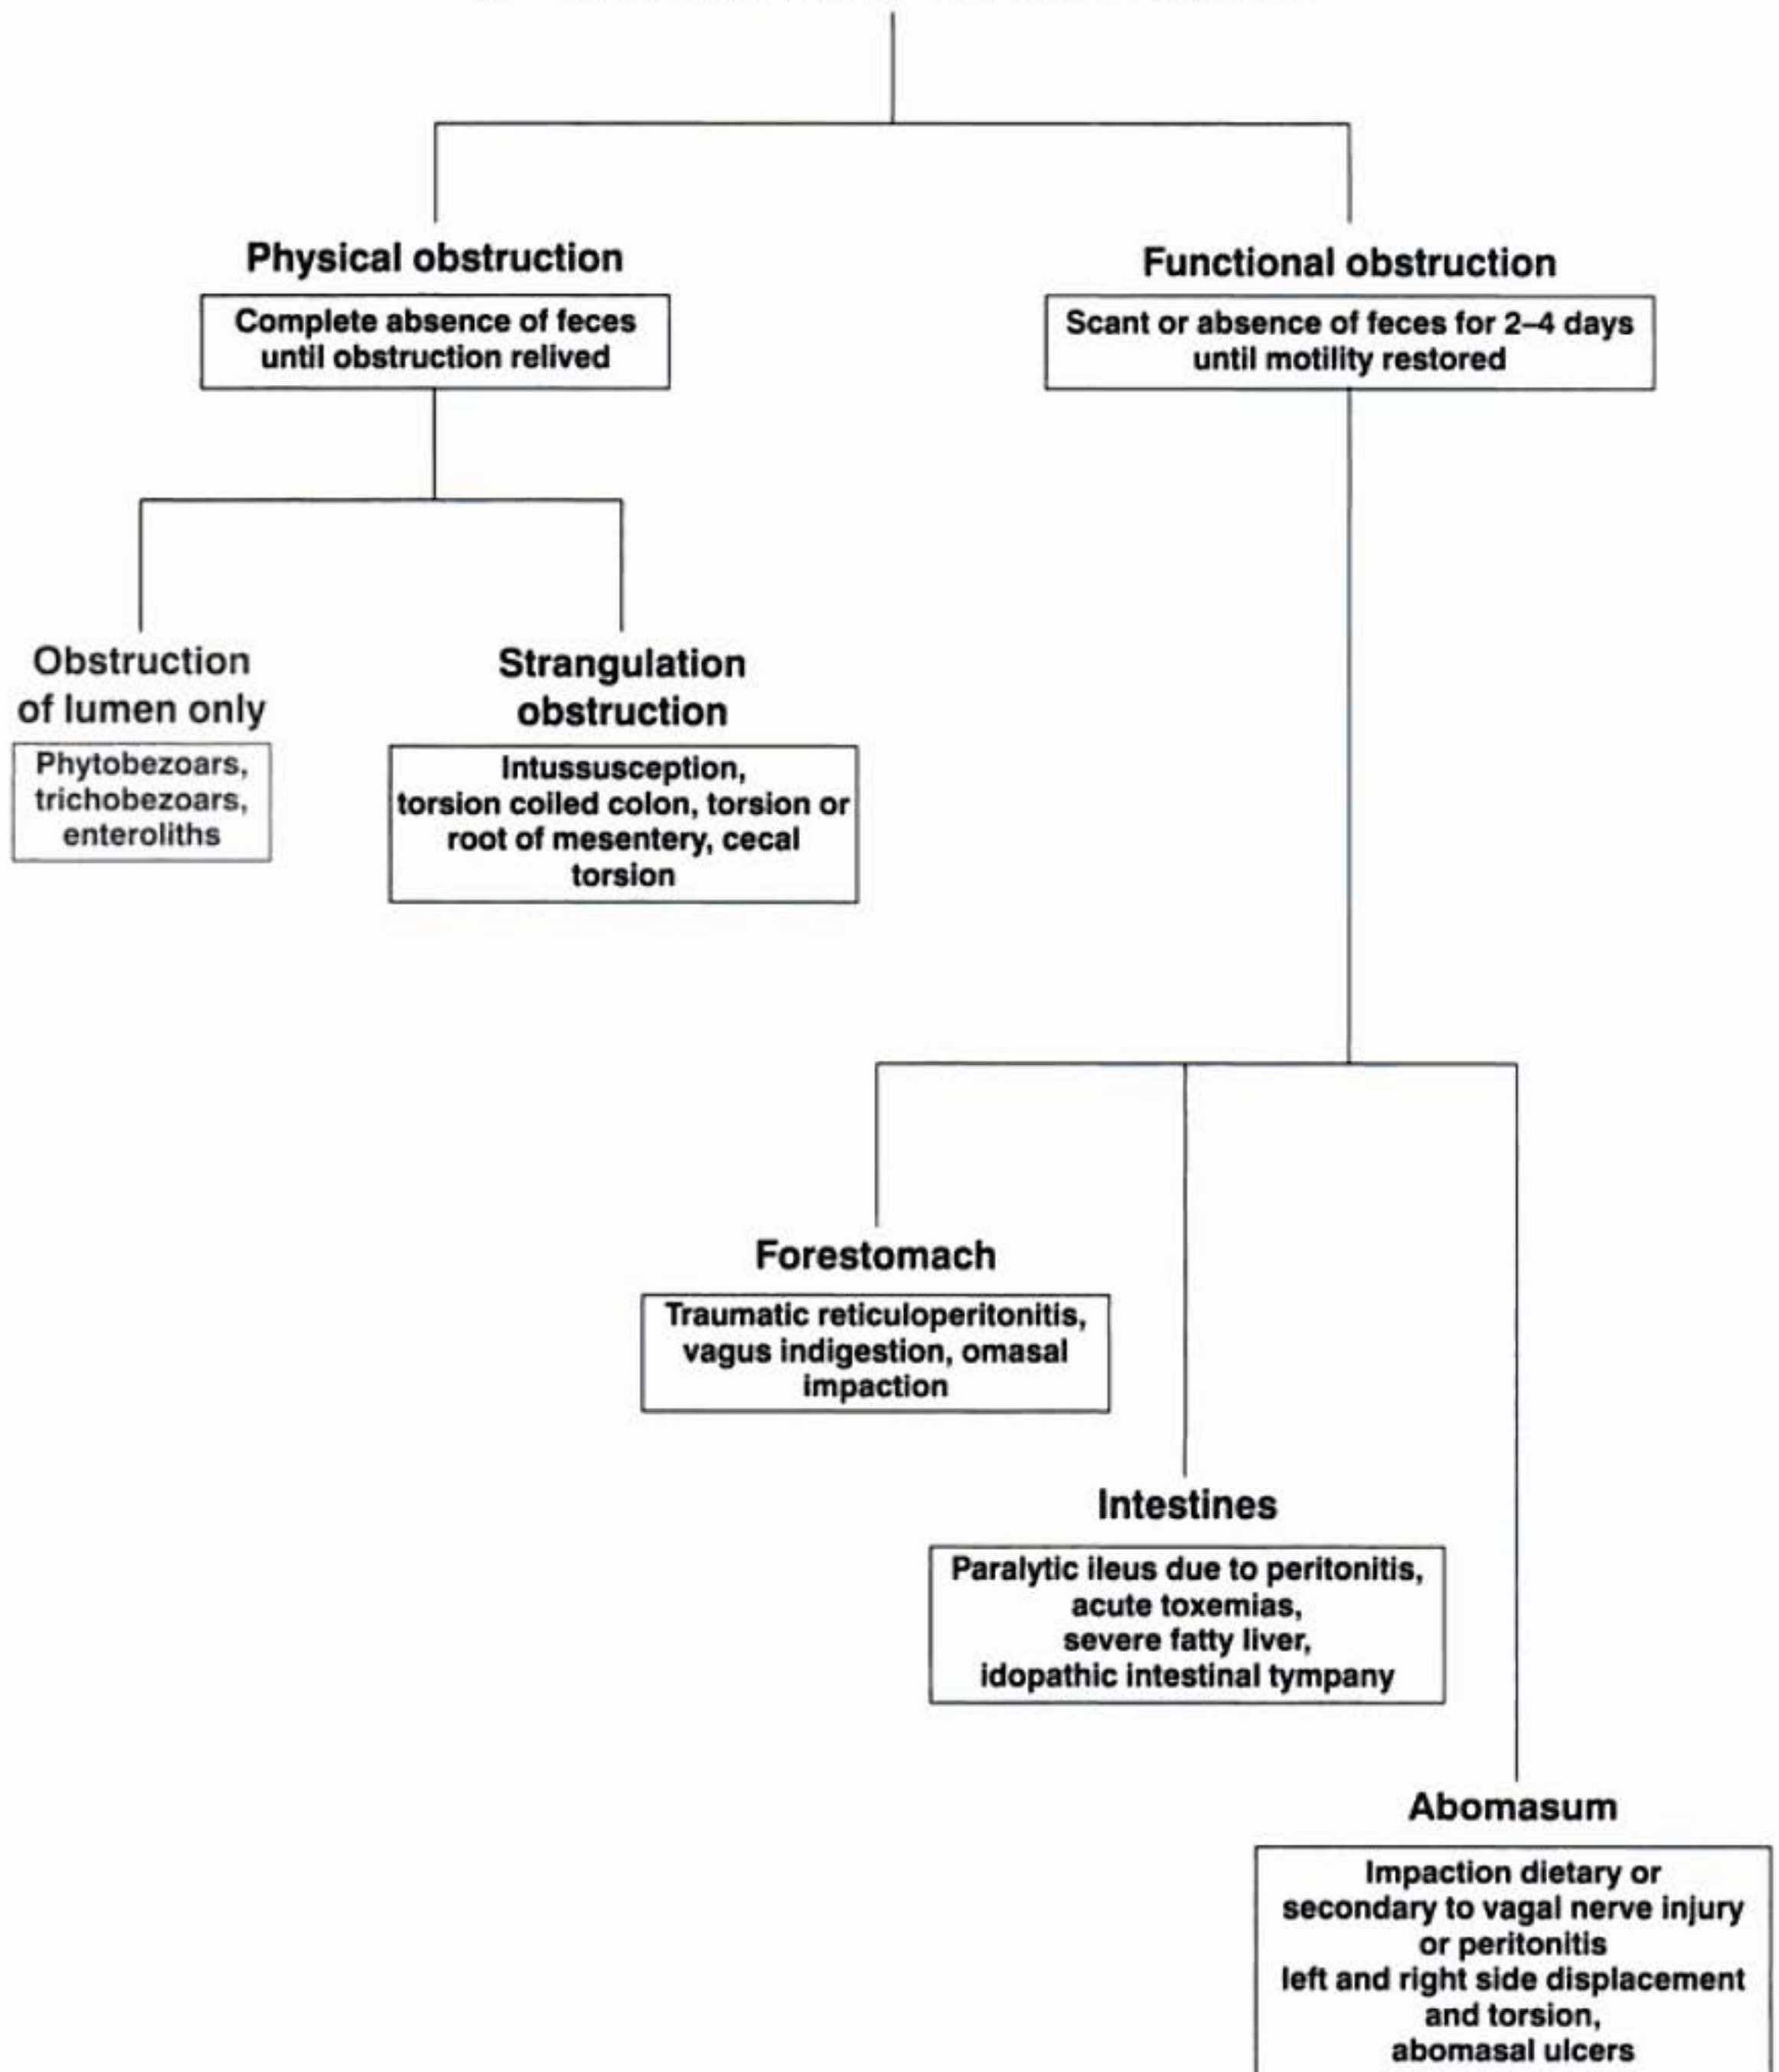 Physical obstruction
Complete absence of feces
until obstruction relived
Functional obstruction
Scant or absence of feces for 2–4 days
until motility restored
Obstruction
of lumen only
Phytobezoars,
trichobezoars,
enteroliths
Strangulation
obstruction
Intussusception,
torsion coiled colon, torsion or
root of mesentery, cecal
torsion
Forestomach
Traumatic reticuloperitonitis,
vagus indigestion, omasal
impaction
Intestines
Paralytic ileus due to peritonitis,
acute toxemias,
severe fatty liver,
idopathic intestinal tympany
Abomasum
Impaction dietary or
secondary to vagal nerve injury
or peritonitis
left and right side displacement
and torsion,
abomasal ulcers